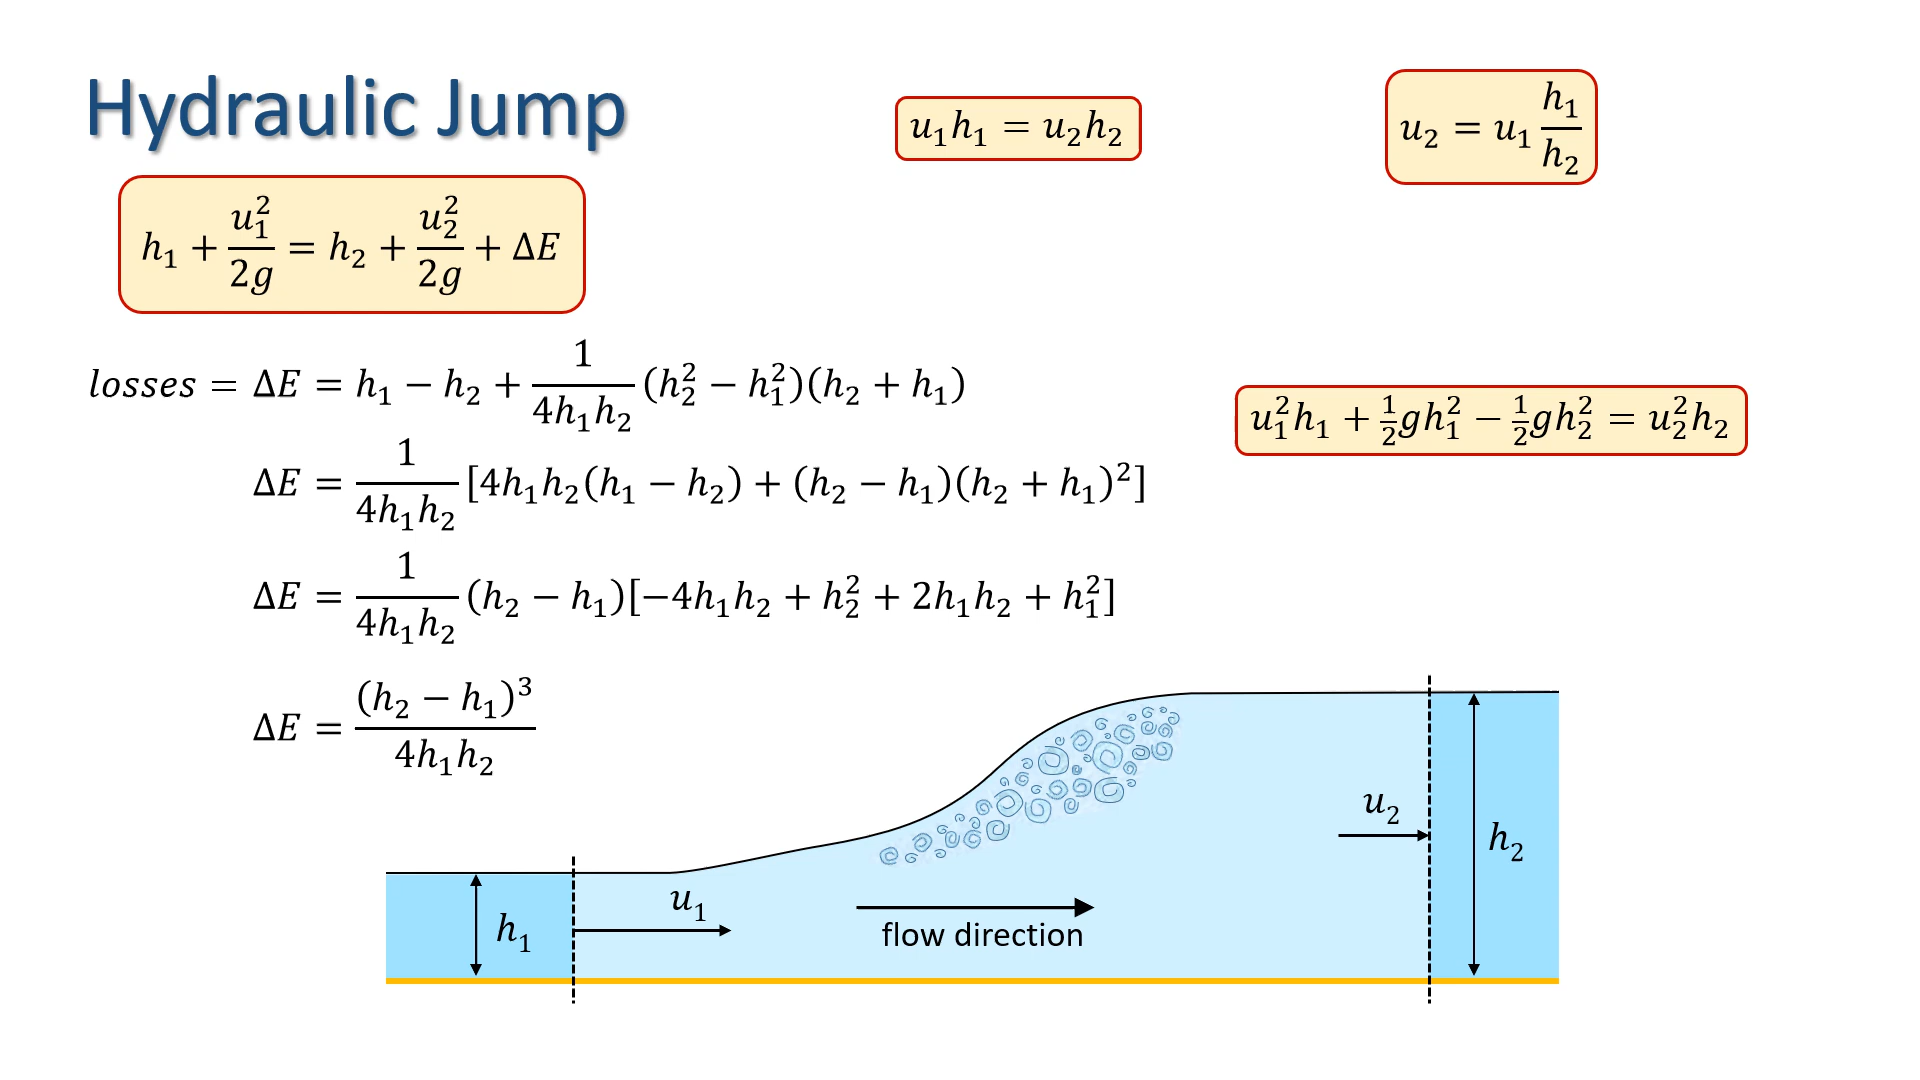 Hydraulic Jump
u₁h₁ = u₂h₂
u₂ = u₁ h₁/h₂
h₁ + u₁²/2g = h₂ + u₂²/2g + ΔE
losses = ΔE = h₁ − h₂ + 1/4h₁h₂ (h₂² − h₁²)(h₂ + h₁)
u₁²h₁ + ½gh₁² − ½gh₂² = u₂²h₂
ΔE = 1/4h₁h₂ [4h₁h₂(h₁ − h₂) + (h₂ − h₁)(h₂ + h₁)²]
ΔE = 1/4h₁h₂ (h₂ − h₁)[−4h₁h₂ + h₂² + 2h₁h₂ + h₁²]
ΔE = (h₂ − h₁)³/4h₁h₂
u₂
h₂
u₁
h₁
flow direction